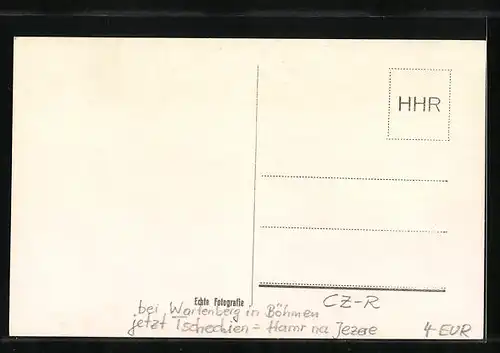 HHR
Echte Fotografie
CZ-R
bei Wartenberg in Böhmen
jetzt Tschechien = Hamr na Jezere
4 EUR